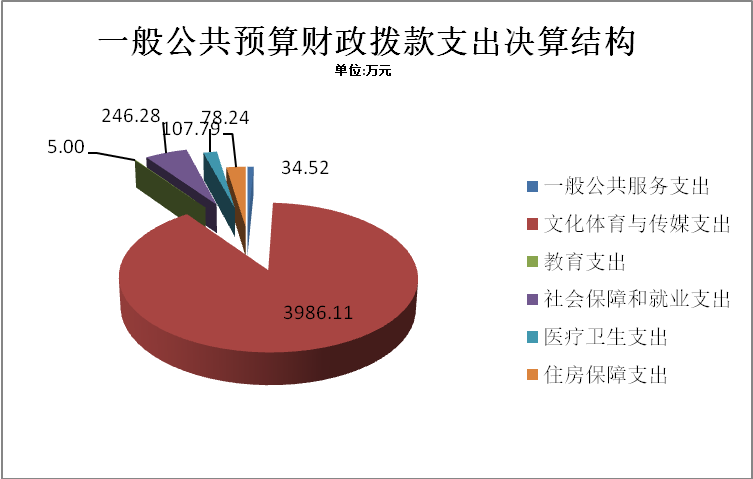 一般公共预算财政拨款支出决算结构
单位:万元
246.28
107.79
78.24
5.00
34.52
3986.11
一般公共服务支出
文化体育与传媒支出
教育支出
社会保障和就业支出
医疗卫生支出
住房保障支出